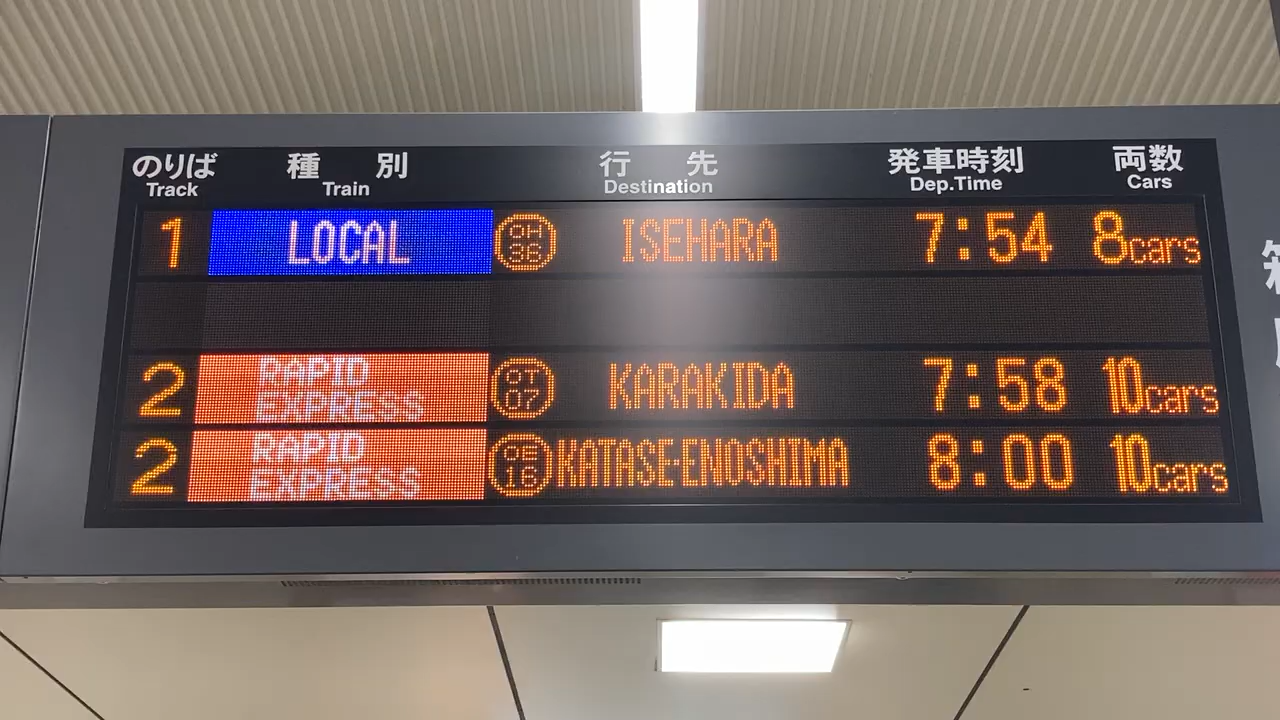 のりば 種別 行先 発車時刻 両数
Track Train Destination Dep.Time Cars
1 LOCAL OH 36 ISEHARA 7:54 8cars
2 RAPID EXPRESS OT 07 KARAKIDA 7:58 10cars
2 RAPID EXPRESS OE 16 KATASE-ENOSHIMA 8:00 10cars